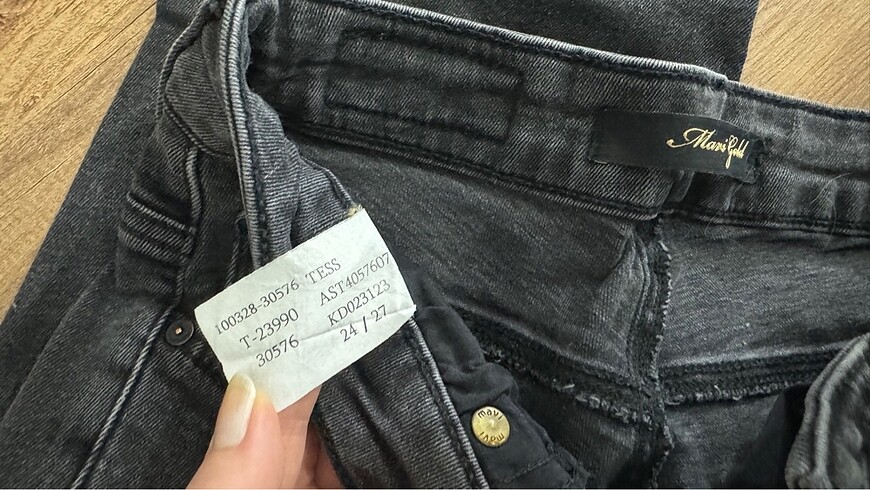 Mavi Gold
100328-30576 TESS
T-23990 AST4057607
30576 KD023123
24 / 27
mavi